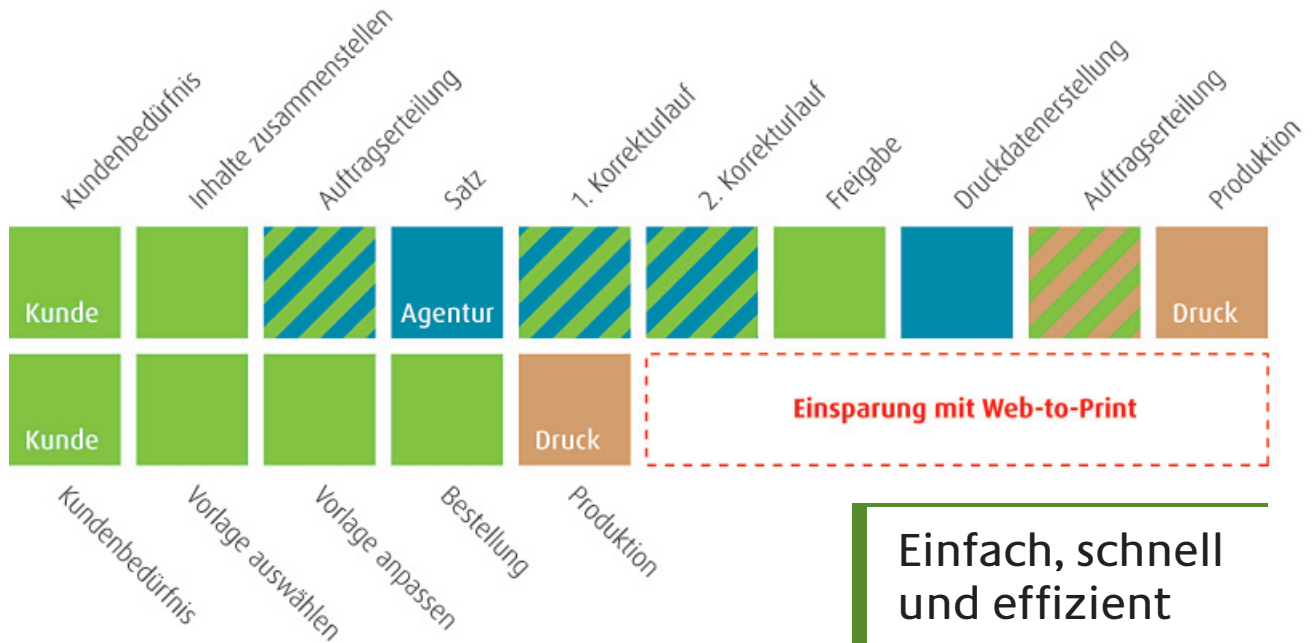 Kundenbedürfnis
Inhalte zusammenstellen
Auftragserteilung
Satz
1. Korrekturlauf
2. Korrekturlauf
Freigabe
Druckdatenerstellung
Auftragserteilung
Produktion
Kunde
Agentur
Druck
Kunde
Druck
Einsparung mit Web-to-Print
Kundenbedürfnis
Vorlage auswählen
Vorlage anpassen
Bestellung
Produktion
Einfach, schnell
und effizient